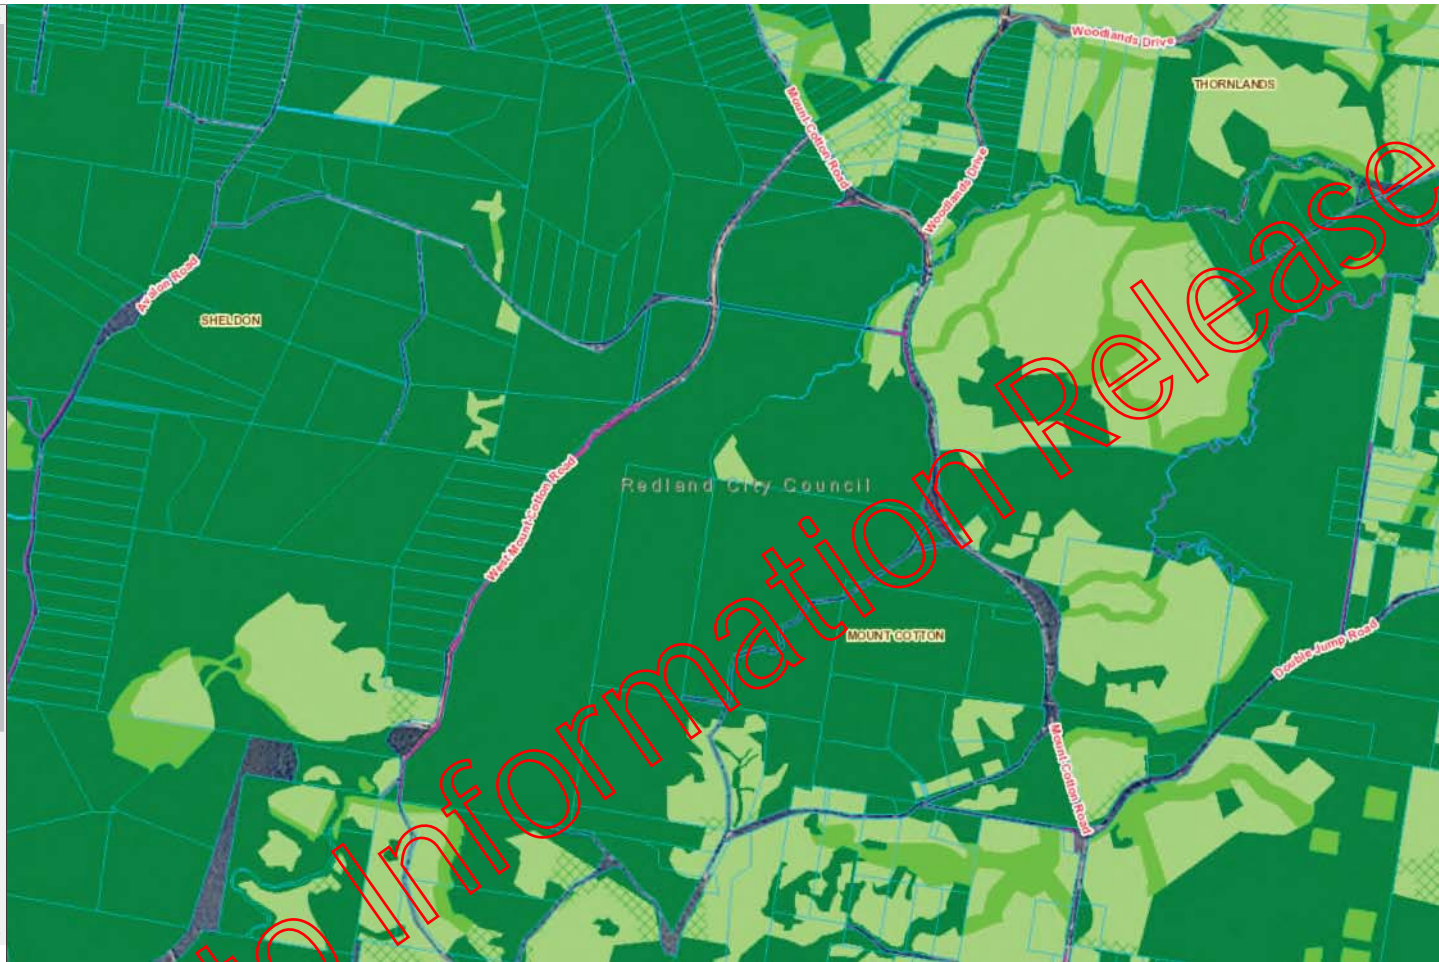 Woodlands Drive
THORNLANDS
Mount Cotton Road
Woodlands Drive
Avalon Road
SHELDON
Redland City Council
West Mount Cotton Road
MOUNT COTTON
Double Jump Road
Mount Cotton Road
to Information Release